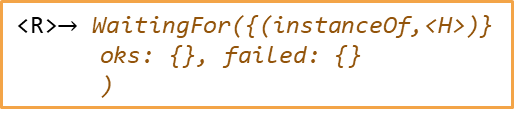 <R>→ WaitingFor({(instanceOf,<H>)}
oks: {}, failed: {}
)